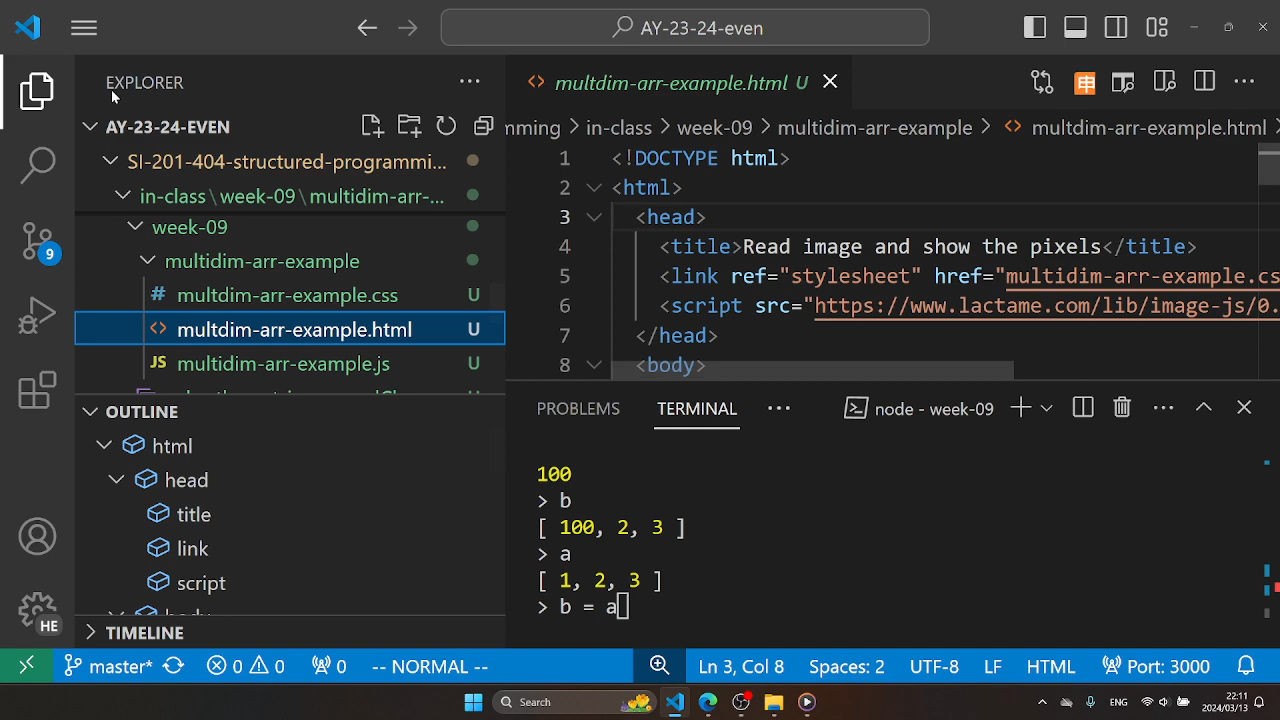 AY-23-24-even
EXPLORER
AY-23-24-EVEN
SI-201-404-structured-programmi...
in-class\week-09\multidim-arr-...
week-09
multidim-arr-example
# multdim-arr-example.css U
<> multdim-arr-example.html U
JS multidim-arr-example.js U
OUTLINE
html
head
title
link
script
TIMELINE
<> multdim-arr-example.html U
mming > in-class > week-09 > multidim-arr-example > <> multdim-arr-example.html >
1 <!DOCTYPE html>
2 <html>
3 <head>
4 <title>Read image and show the pixels</title>
5 <link ref="stylesheet" href="multidim-arr-example.cs
6 <script src="https://www.lactame.com/lib/image-js/0.
7 </head>
8 <body>
PROBLEMS TERMINAL ... node - week-09
100
> b
[ 100, 2, 3 ]
> a
[ 1, 2, 3 ]
> b = a
9
HE
master* 0 0 0 -- NORMAL -- Ln 3, Col 8 Spaces: 2 UTF-8 LF HTML Port: 3000
Search
ENG
22:11
2024/03/13